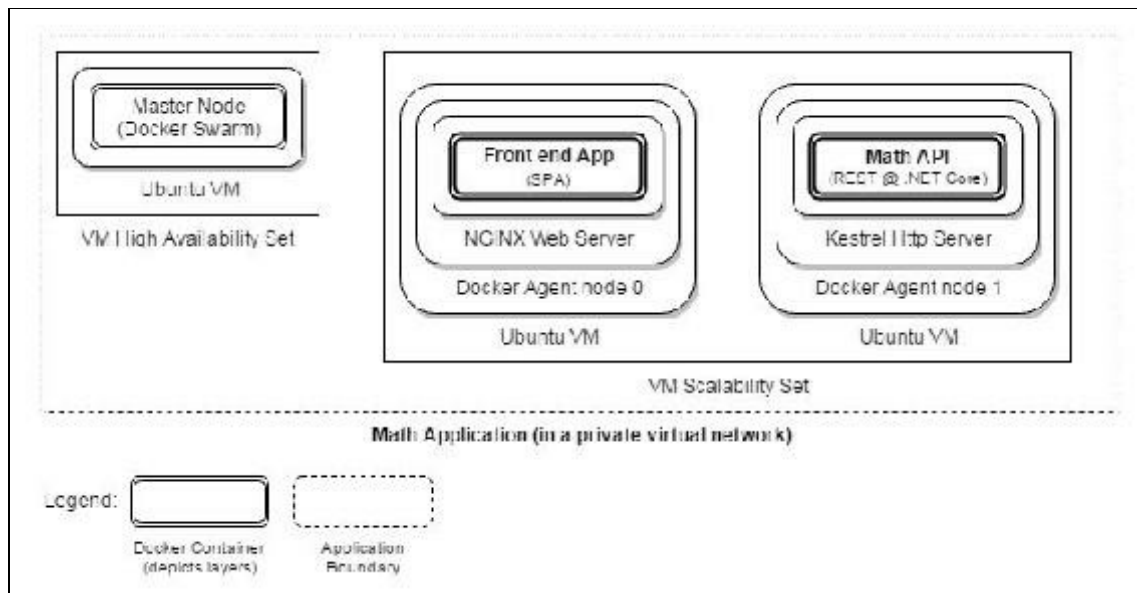 Master Node
(Docker Swarm)
Ubuntu VM
VM High Availability Set
Front end App
(SPA)
NGINX Web Server
Docker Agent node 0
Ubuntu VM
Math API
(REST @ .NET Core)
Kestrel Http Server
Docker Agent node 1
Ubuntu VM
VM Scalability Set
Math Application (in a private virtual network)
Legend:
Docker Container
(depicts layers)
Application
Boundary